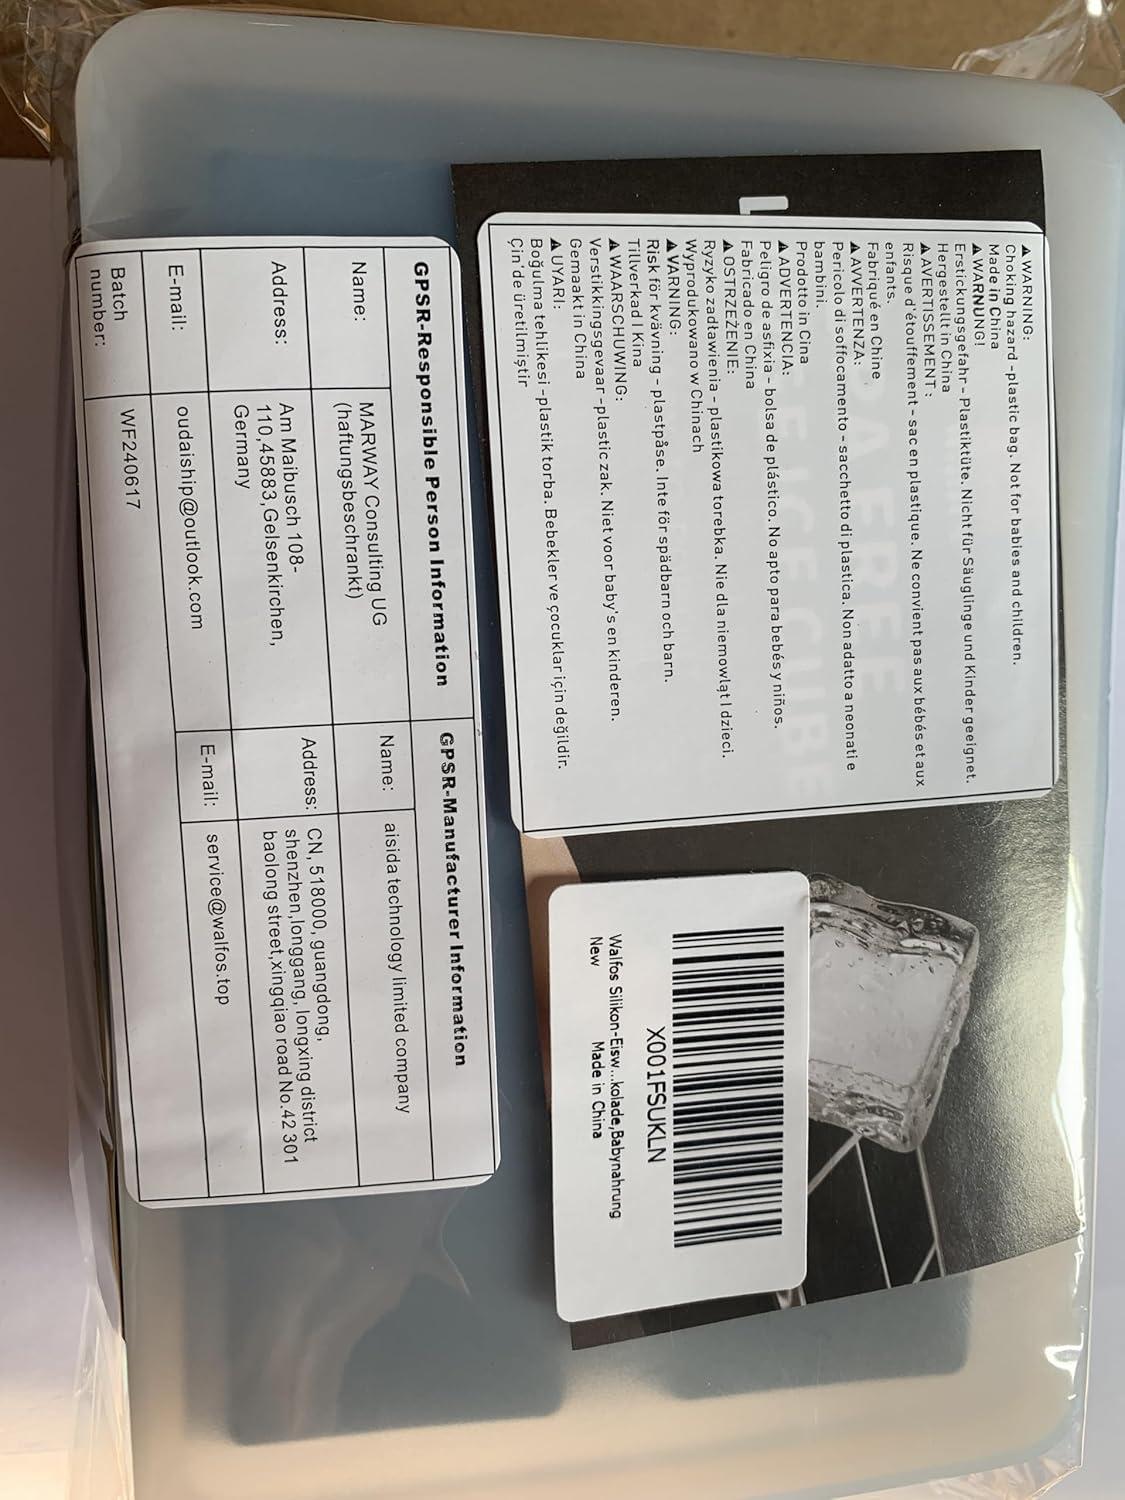 ▲WARNING:
Choking hazard -plastic bag. Not for babies and children.
Made in China
▲WARNUNG!
Erstickungsgefahr- Plastiktüte. Nicht für Säuglinge und Kinder geeignet.
Hergestellt in China
▲AVERTISSEMENT:
Risque d'étouffement- sac en plastique. Ne convient pas aux bébés et aux
enfants.
Fabriqué en Chine
▲AVVERTENZA:
Pericolo di soffocamento - sacchetto di plastica. Non adatto a neonati e
bambini.
Prodotto in Cina
▲ADVERTENCIA:
Peligro de asfixia - bolsa de plástico. No apto para bebés y niños.
Fabricado en China
▲OSTRZEŻENIE:
Ryzyko zadtawienia - plastikowa torebka. Nie dla niemowląt I dzieci.
Wyprodukowano w Chinach
▲VARNING:
Risk för kvävning - plastpåse. Inte för spädbarn och barn.
Tillverkad I Kina
▲WAARSCHUWING:
Verstikkingsgevaar -plastic zak. Niet voor baby's en kinderen.
Gemaakt in China
▲UYARI:
Boğulma tehlikesi -plastik torba. Bebekler ve çocuklar için değildir.
Çin'de üretilmiştir
X001FSUKLN
Walfos Silikon-Eisw...kolade,Babynahrung
New Made in China
GPSR-Responsible Person Information
Name: MARWAY Consulting UG
(haftungsbeschrankt)
Address: Am Maibusch 108-
110,45883,Gelsenkirchen,
Germany
E-mail: oudaiship@outlook.com
Batch
number: WF240617
GPSR-Manufacturer Information
Name: aisida technology limited company
Address: CN, 518000, guangdong,
shenzhen,longgang, longxing district
baolong street,xingqiao road No.42 301
E-mail: service@walfos.top